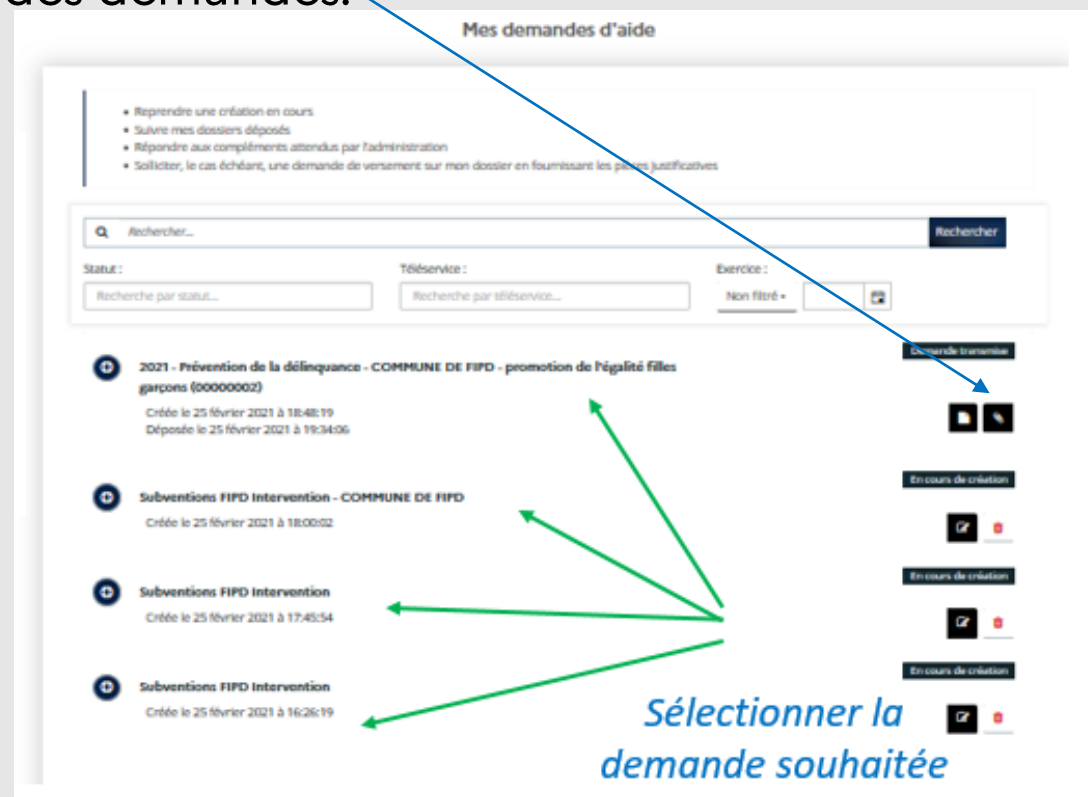 des demandes.
Mes demandes d'aide
• Reprendre une création en cours
• Suivre mes dossiers déposés
• Répondre aux compléments attendus par l'administration
• Solliciter, le cas échéant, une demande de versement sur mon dossier en fournissant les pièces justificatives
Rechercher... Rechercher
Statut : Téléservice : Exercice :
Recherche par statut... Recherche par téléservice... Non filtré
Demande transmise
2021 - Prévention de la délinquance - COMMUNE DE FIPD - promotion de l'égalité filles
garçons (00000002)
Créée le 25 février 2021 à 18:48:19
Déposée le 25 février 2021 à 19:34:06
En cours de création
Subventions FIPD Intervention - COMMUNE DE FIPD
Créée le 25 février 2021 à 18:00:02
En cours de création
Subventions FIPD Intervention
Créée le 25 février 2021 à 17:45:54
En cours de création
Subventions FIPD Intervention
Créée le 25 février 2021 à 16:26:19
Sélectionner la
demande souhaitée